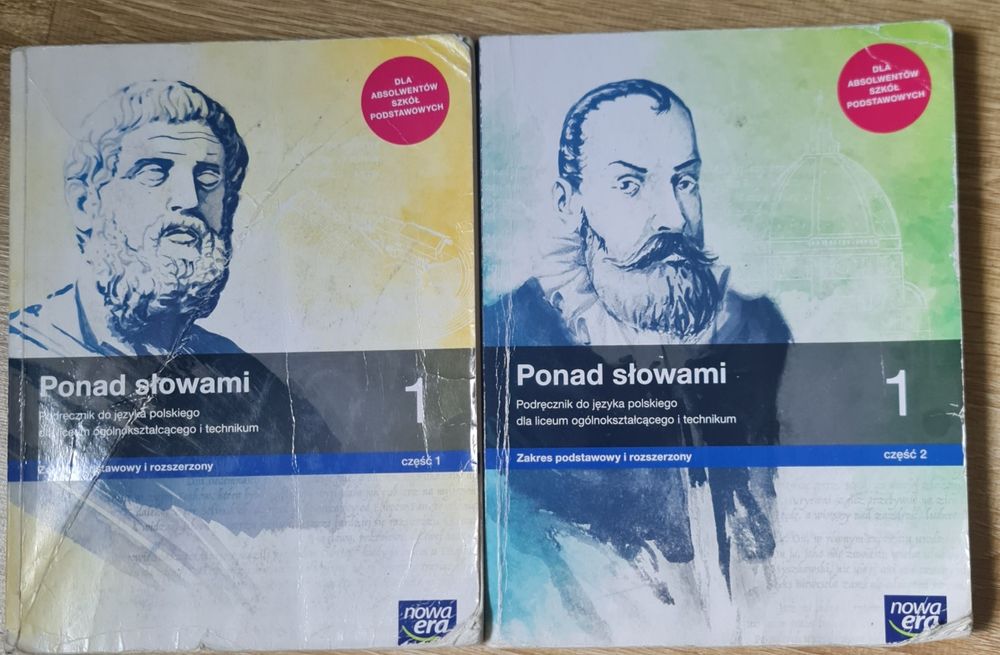 DLA
ABSOLWENTÓW
SZKÓŁ
PODSTAWOWYCH
Ponad słowami
1
Podręcznik do języka polskiego
dla liceum ogólnokształcącego i technikum
Zakres podstawowy i rozszerzony
część 1
nowa
era
DLA
ABSOLWENTÓW
SZKÓŁ
PODSTAWOWYCH
Ponad słowami
1
Podręcznik do języka polskiego
dla liceum ogólnokształcącego i technikum
Zakres podstawowy i rozszerzony
część 2
nowa
era